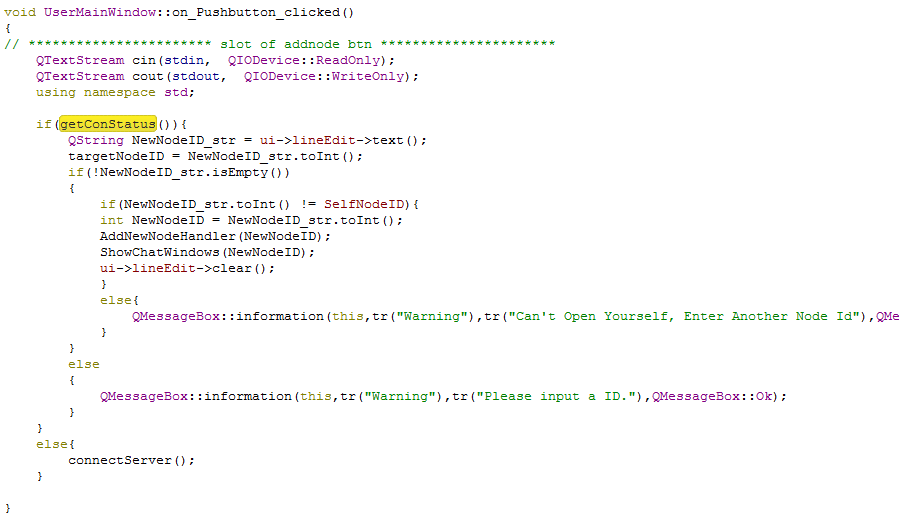 void UserMainWindow::on_Pushbutton_clicked()
{
// *********************** slot of addnode btn **********************
    QTextStream cin(stdin,  QIODevice::ReadOnly);
    QTextStream cout(stdout,  QIODevice::WriteOnly);
    using namespace std;
    if(getConStatus()){
        QString NewNodeID_str = ui->lineEdit->text();
        targetNodeID = NewNodeID_str.toInt();
        if(!NewNodeID_str.isEmpty())
        {
            if(NewNodeID_str.toInt() != SelfNodeID){
            int NewNodeID = NewNodeID_str.toInt();
            AddNewNodeHandler(NewNodeID);
            ShowChatWindows(NewNodeID);
            ui->lineEdit->clear();
            }
            else{
                QMessageBox::information(this,tr("Warning"),tr("Can't Open Yourself, Enter Another Node Id"),QMe
            }
        }
        else
        {
            QMessageBox::information(this,tr("Warning"),tr("Please input a ID."),QMessageBox::Ok);
        }
    }
    else{
        connectServer();
    }
}